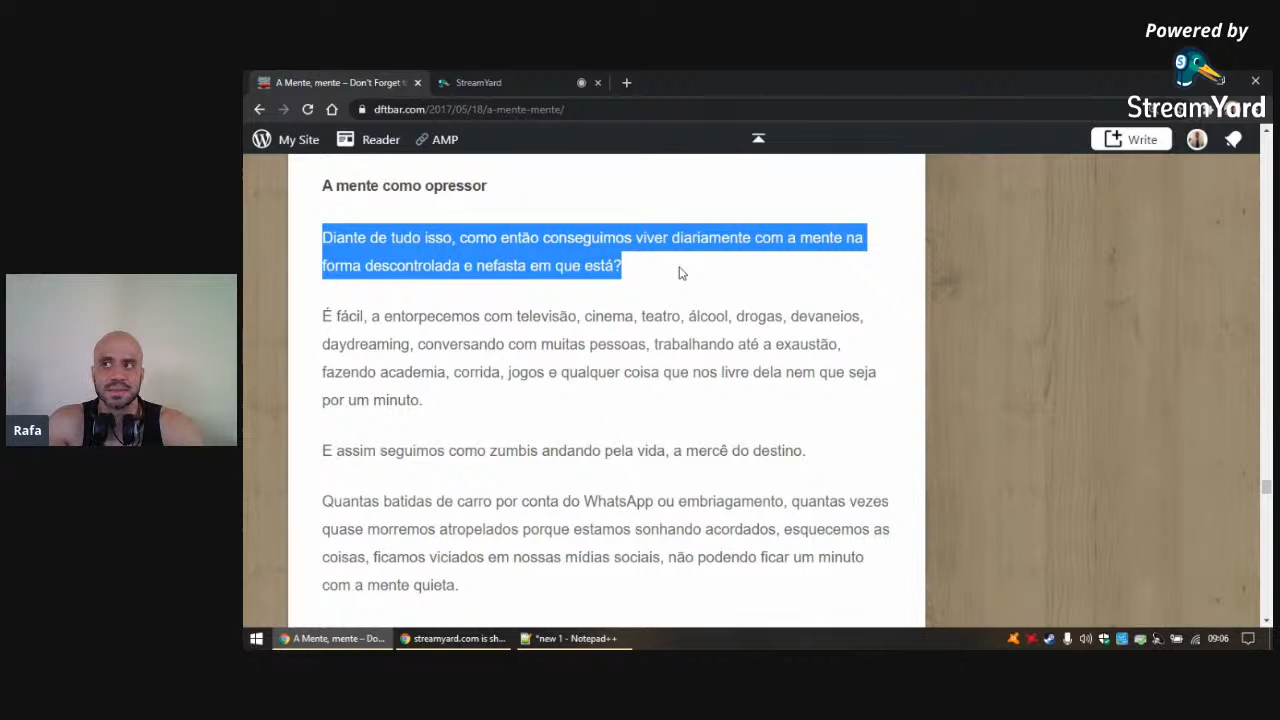 Powered by
StreamYard
A Mente, mente – Don't Forget
StreamYard
dftbar.com/2017/05/18/a-mente-mente/
My Site
Reader
AMP
Write
A mente como opressor
Diante de tudo isso, como então conseguimos viver diariamente com a mente na
forma descontrolada e nefasta em que está?
É fácil, a entorpecemos com televisão, cinema, teatro, álcool, drogas, devaneios,
daydreaming, conversando com muitas pessoas, trabalhando até a exaustão,
fazendo academia, corrida, jogos e qualquer coisa que nos livre dela nem que seja
por um minuto.
E assim seguimos como zumbis andando pela vida, a mercê do destino.
Quantas batidas de carro por conta do WhatsApp ou embriagamento, quantas vezes
quase morremos atropelados porque estamos sonhando acordados, esquecemos as
coisas, ficamos viciados em nossas mídias sociais, não podendo ficar um minuto
com a mente quieta.
Rafa
A Mente, mente – Do...
streamyard.com is sh...
*new 1 - Notepad++
09:06